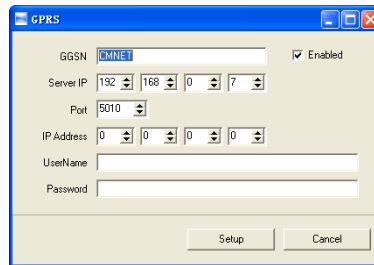 GPRS
GGSN CMNET Enabled
Server IP 192 168 0 7
Port 5010
IP Address 0 0 0 0
UserName
Password
Setup Cancel